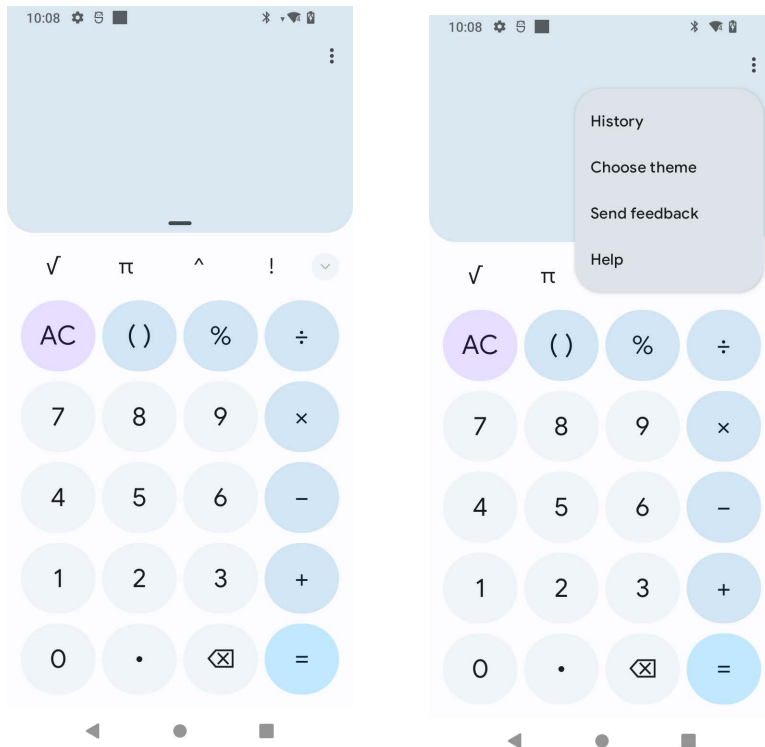 10:08
√ π ^ !
AC ( ) % ÷
7 8 9 ×
4 5 6 −
1 2 3 +
0 . =
10:08
History
Choose theme
Send feedback
Help
√ π
AC ( ) % ÷
7 8 9 ×
4 5 6 −
1 2 3 +
0 . =